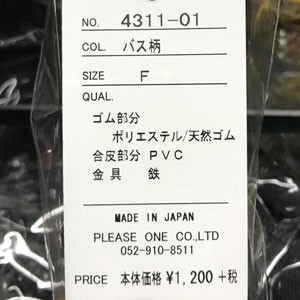 NO. 4311-01
COL. バス柄
SIZE F
QUAL.
ゴム部分
ポリエステル/天然ゴム
合皮部分 PVC
金具 鉄
MADE IN JAPAN
PLEASE ONE CO.,LTD
052-910-8511
PRICE 本体価格 ¥1,200 +税